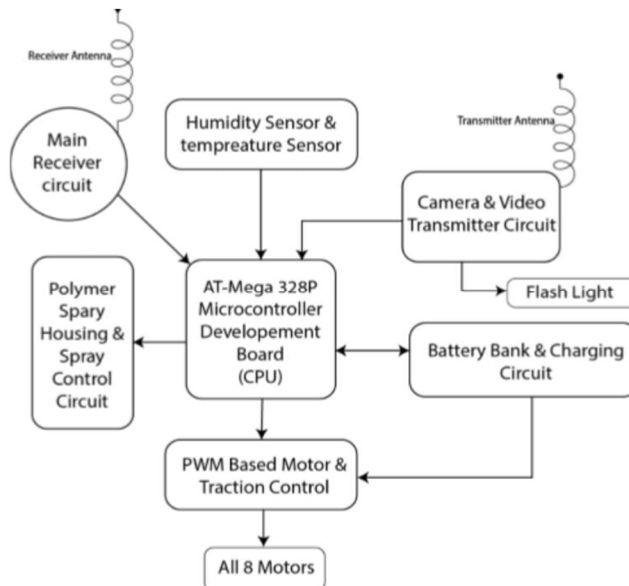 Receiver Antenna
Main
Receiver
circuit
Humidity Sensor &
tempreature Sensor
Transmitter Antenna
Camera & Video
Transmitter Circuit
Flash Light
Polymer
Spary
Housing &
Spray
Control
Circuit
AT-Mega 328P
Microcontroller
Developement
Board
(CPU)
Battery Bank & Charging
Circuit
PWM Based Motor &
Traction Control
All 8 Motors